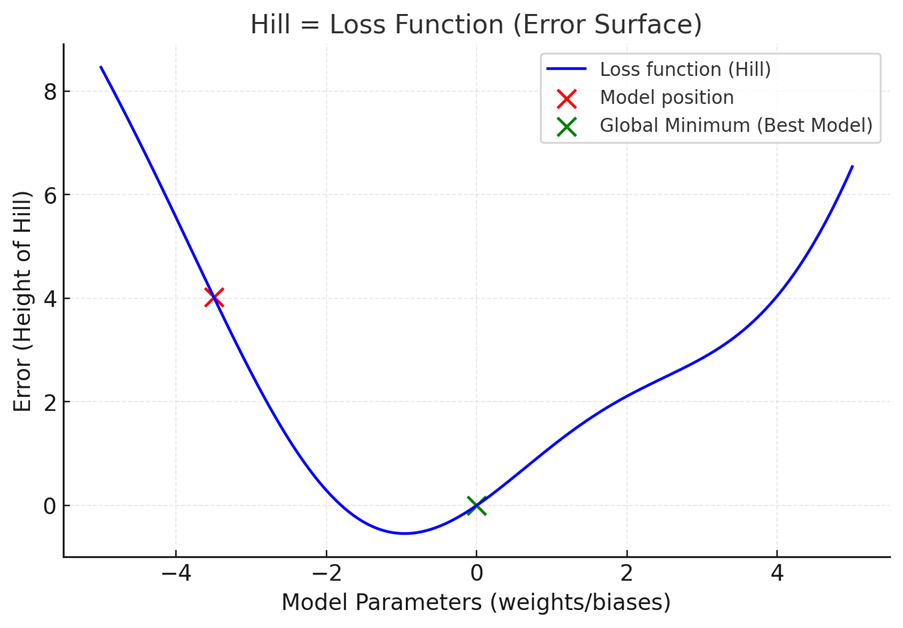 Hill = Loss Function (Error Surface)
Loss function (Hill)
Model position
Global Minimum (Best Model)
Error (Height of Hill)
8
6
4
2
0
−4 −2 0 2 4
Model Parameters (weights/biases)